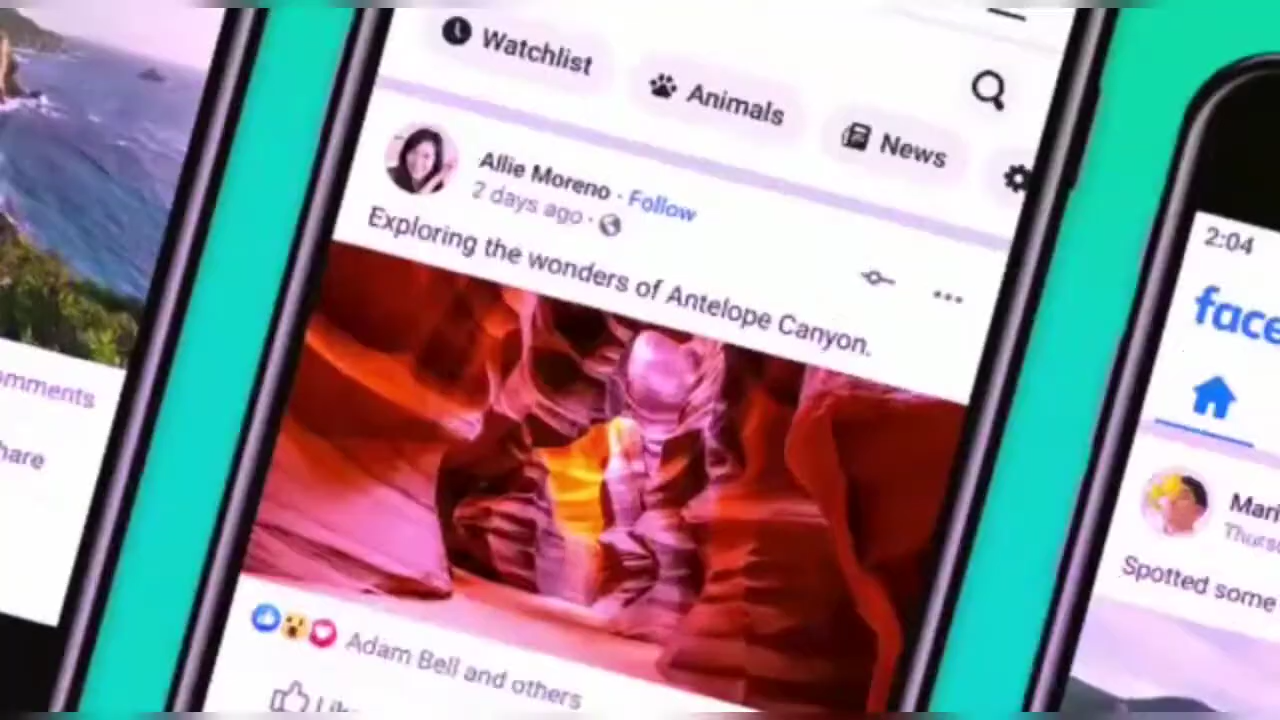 Watchlist
Animals
News
Allie Moreno · Follow
2 days ago ·
Exploring the wonders of Antelope Canyon.
Adam Bell and others
omments
hare
2:04
face
Spotted some